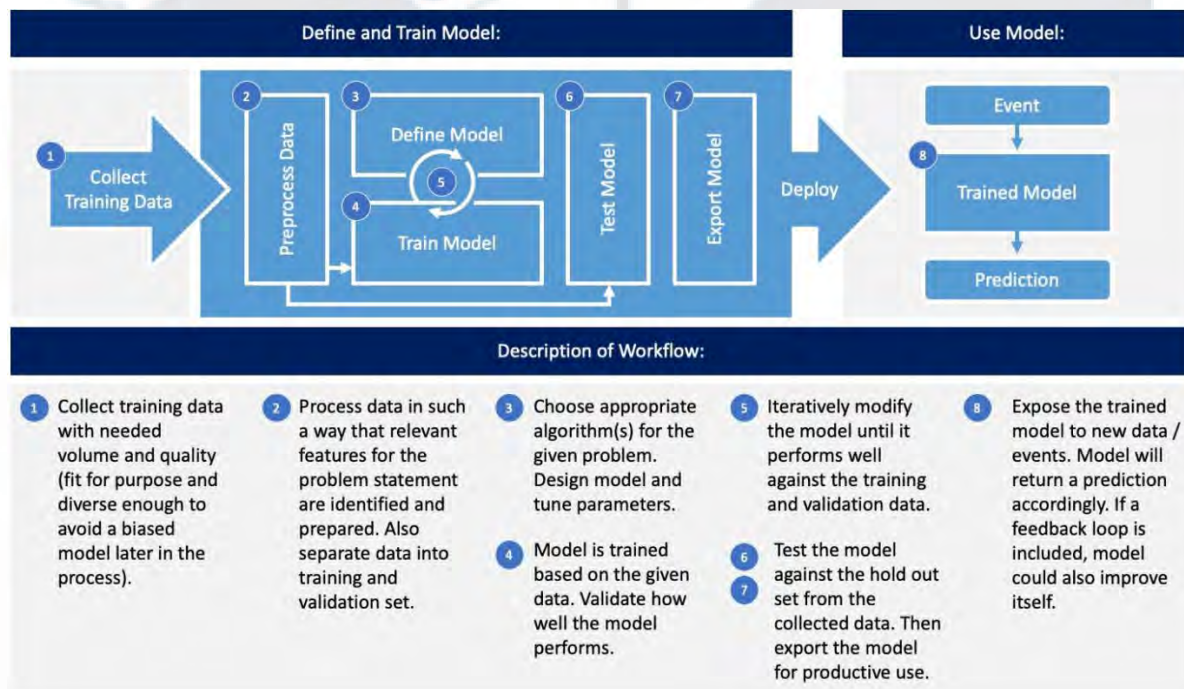 Define and Train Model:
Use Model:
1
Collect
Training Data
2
Preprocess Data
3
Define Model
5
4
Train Model
6
Test Model
7
Export Model
Deploy
Event
8
Trained Model
Prediction
Description of Workflow:
1
Collect training data
with needed
volume and quality
(fit for purpose and
diverse enough to
avoid a biased
model later in the
process).
2
Process data in such
a way that relevant
features for the
problem statement
are identified and
prepared. Also
separate data into
training and
validation set.
3
Choose appropriate
algorithm(s) for the
given problem.
Design model and
tune parameters.
4
Model is trained
based on the given
data. Validate how
well the model
performs.
5
Iteratively modify
the model until it
performs well
against the training
and validation data.
6
7
Test the model
against the hold out
set from the
collected data. Then
export the model
for productive use.
8
Expose the trained
model to new data /
events. Model will
return a prediction
accordingly. If a
feedback loop is
included, model
could also improve
itself.